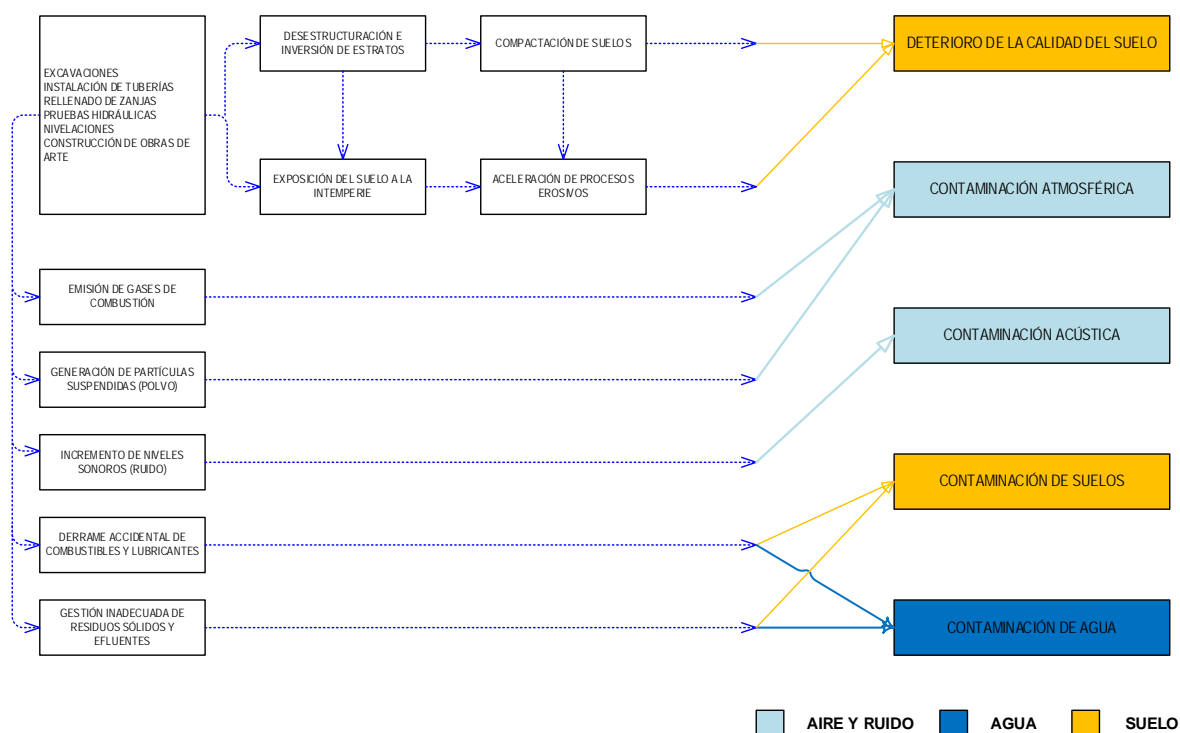 EXCAVACIONES
INSTALACIÓN DE TUBERÍAS
RELLENADO DE ZANJAS
PRUEBAS HIDRÁULICAS
NIVELACIONES
CONSTRUCCIÓN DE OBRAS DE
ARTE
DESESTRUCTURACIÓN E
INVERSIÓN DE ESTRATOS
COMPACTACIÓN DE SUELOS
DETERIORO DE LA CALIDAD DEL SUELO
EXPOSICIÓN DEL SUELO A LA
INTEMPERIE
ACELERACIÓN DE PROCESOS
EROSIVOS
CONTAMINACIÓN ATMOSFÉRICA
EMISIÓN DE GASES DE
COMBUSTIÓN
CONTAMINACIÓN ACÚSTICA
GENERACIÓN DE PARTÍCULAS
SUSPENDIDAS (POLVO)
INCREMENTO DE NIVELES
SONOROS (RUIDO)
CONTAMINACIÓN DE SUELOS
DERRAME ACCIDENTAL DE
COMBUSTIBLES Y LUBRICANTES
GESTIÓN INADECUADA DE
RESIDUOS SÓLIDOS Y
EFLUENTES
CONTAMINACIÓN DE AGUA
AIRE Y RUIDO
AGUA
SUELO